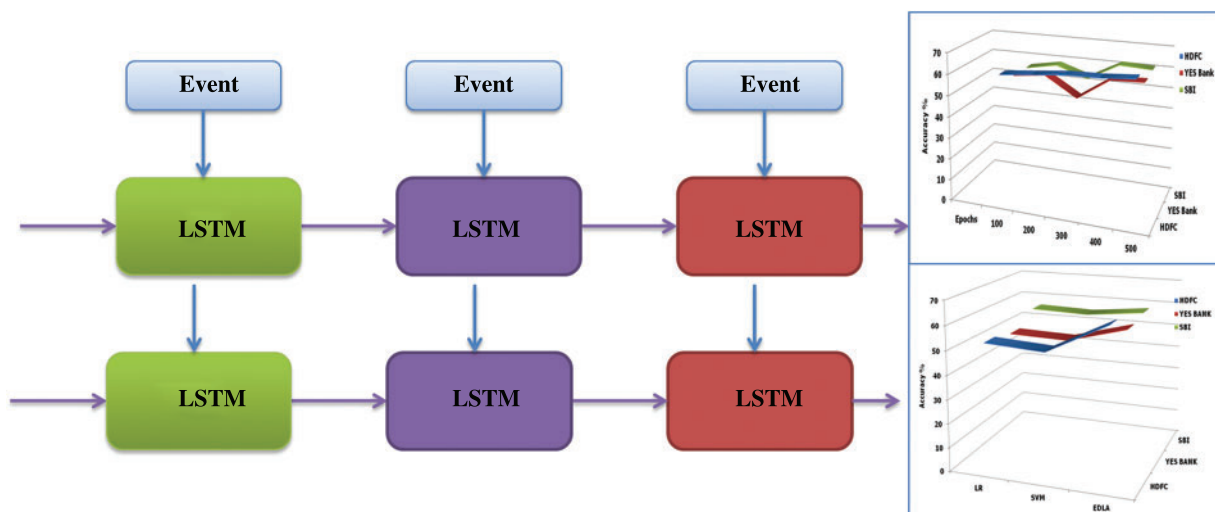 Event
Event
Event
LSTM
LSTM
LSTM
LSTM
LSTM
LSTM
Accuracy %
70
60
50
40
30
20
10
0
Epochs
100
200
300
400
500
HDFC
YES Bank
SBI
SBI
YES Bank
HDFC
Accuracy %
70
60
50
40
30
20
10
0
LR
SVM
EDLA
HDFC
YES BANK
SBI
SBI
YES BANK
HDFC